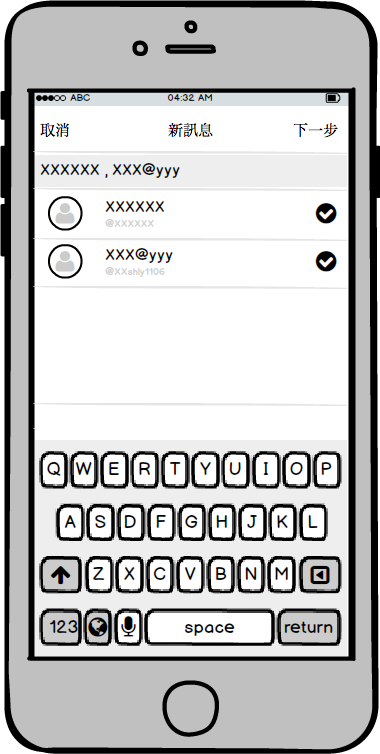 ABC 04:32 AM
取消 新訊息 下一步
XXXXXX , XXX@yyy
XXXXXX
@XXXXXX
XXX@yyy
@XXshly1106
Q W E R T Y U I O P
A S D F G H J K L
Z X C V B N M
123 space return